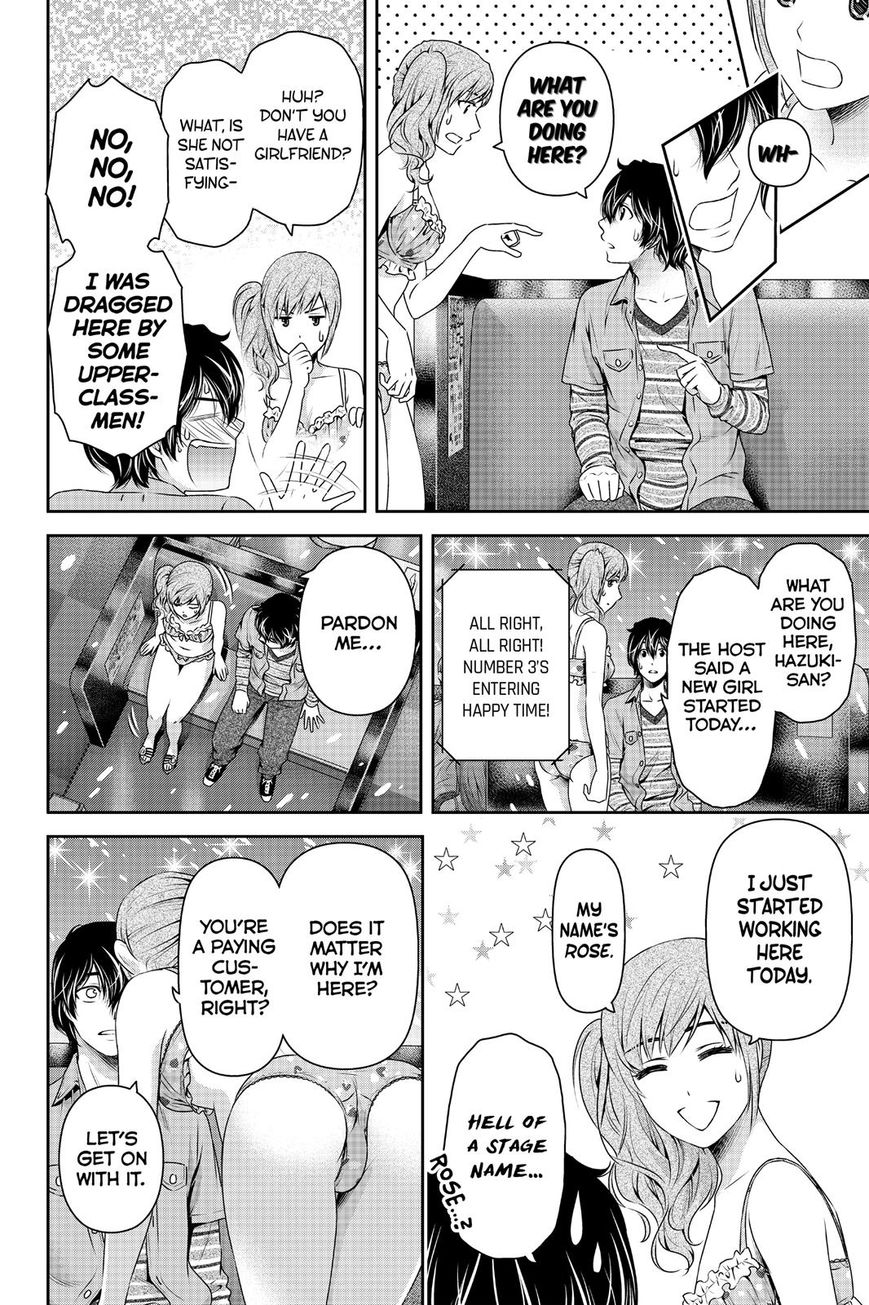 WH-
WHAT
ARE YOU
DOING
HERE?
HUH?
DON'T YOU
HAVE A
GIRLFRIEND?
WHAT, IS
SHE NOT
SATIS-
FYING-
NO,
NO,
NO!
I WAS
DRAGGED
HERE BY
SOME
UPPER-
CLASS-
MEN!
WHAT
ARE YOU
DOING
HERE,
HAZUKI-
SAN?
THE HOST
SAID A
NEW GIRL
STARTED
TODAY...
ALL RIGHT,
ALL RIGHT!
NUMBER 3'S
ENTERING
HAPPY TIME!
PARDON
ME...
I JUST
STARTED
WORKING
HERE
TODAY.
MY
NAME'S
ROSE.
HELL OF
A STAGE
NAME...
ROSE...?
DOES IT
MATTER
WHY I'M
HERE?
YOU'RE
A PAYING
CUS-
TOMER,
RIGHT?
LET'S
GET ON
WITH IT.